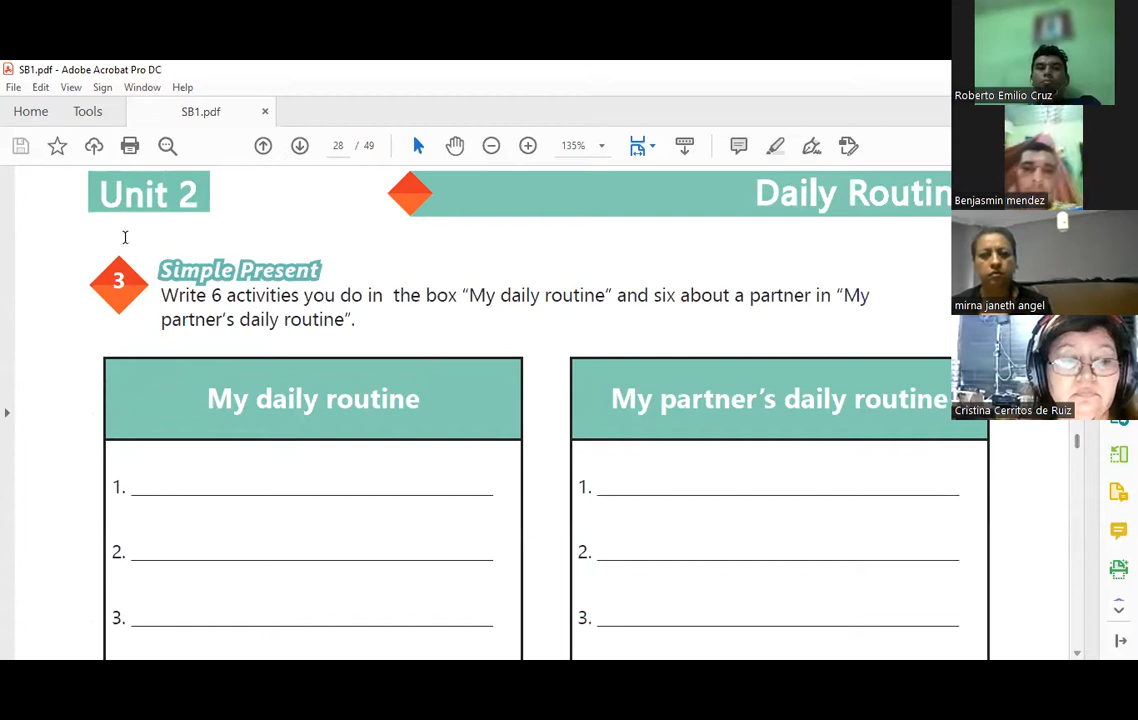 SB1.pdf - Adobe Acrobat Pro DC
File Edit View Sign Window Help
Home Tools SB1.pdf ×
28 / 49 135%
Unit 2
Daily Routin
3
Simple Present
Write 6 activities you do in the box “My daily routine” and six about a partner in “My
partner’s daily routine”.
My daily routine
My partner’s daily routine
1.
2.
3.
1.
2.
3.
Roberto Emilio Cruz
Benjasmin mendez
mirna janeth angel
Cristina Cerritos de Ruiz